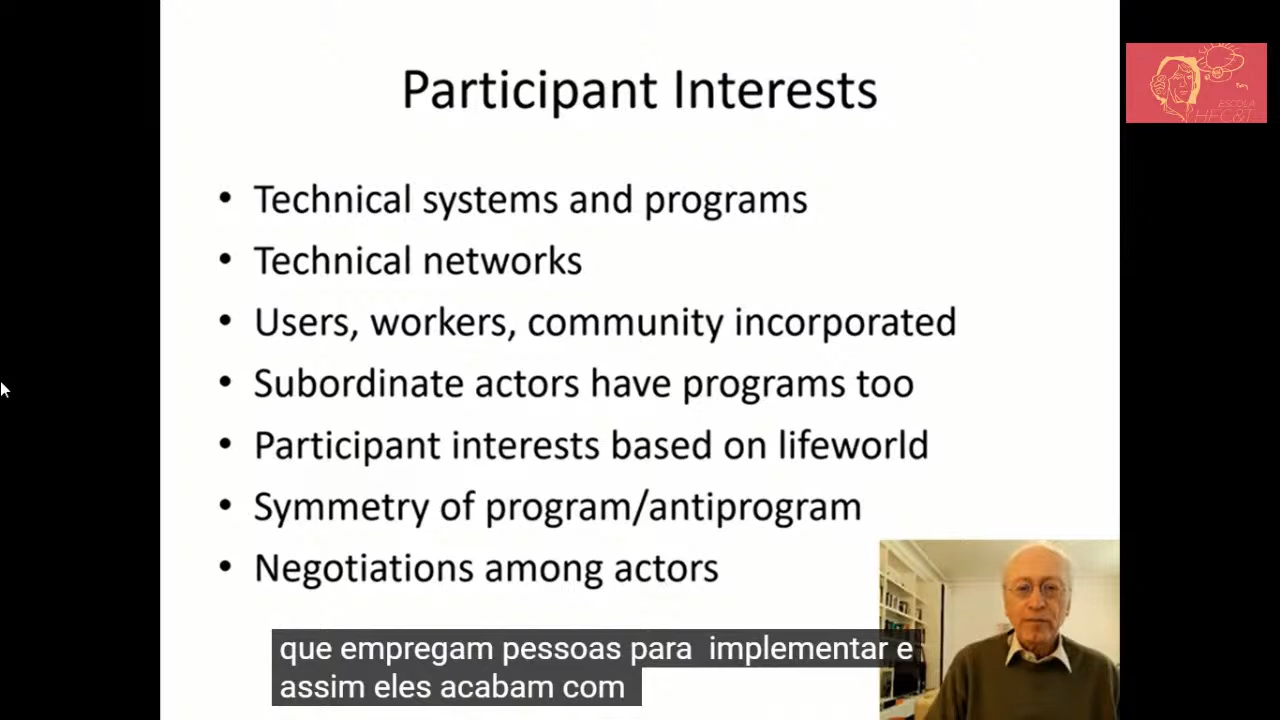 Participant Interests
• Technical systems and programs
• Technical networks
• Users, workers, community incorporated
• Subordinate actors have programs too
• Participant interests based on lifeworld
• Symmetry of program/antiprogram
• Negotiations among actors
ESCOLA
HFC&T
que empregam pessoas para implementar e
assim eles acabam com